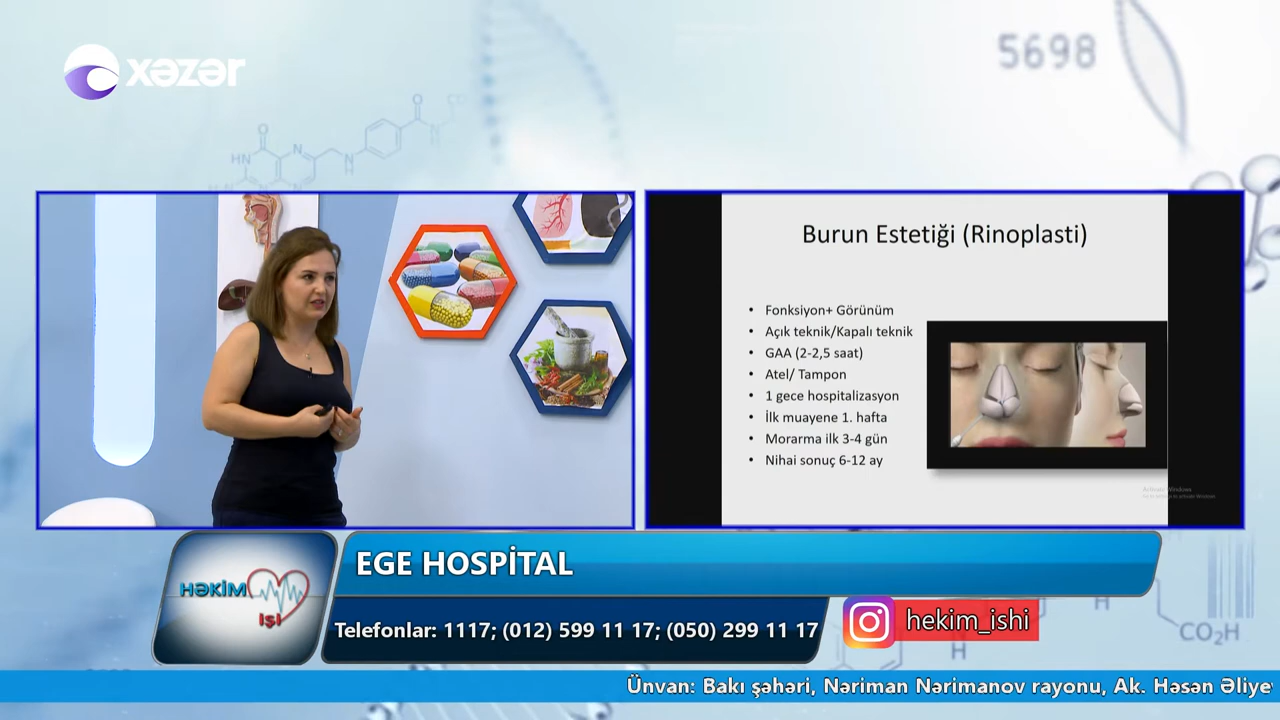 xəzər
5698
Burun Estetiği (Rinoplasti)
• Fonksiyon+ Görünüm
• Açık teknik/Kapalı teknik
• GAA (2-2,5 saat)
• Atel/ Tampon
• 1 gece hospitalizasyon
• İlk muayene 1. hafta
• Morarma ilk 3-4 gün
• Nihai sonuç 6-12 ay
HƏKİM
IŞI
EGE HOSPİTAL
Telefonlar: 1117; (012) 599 11 17; (050) 299 11 17
hekim_ishi
CO₂H
H
H
Ünvan: Bakı şəhəri, Nəriman Nərimanov rayonu, Ak. Həsən Əliye